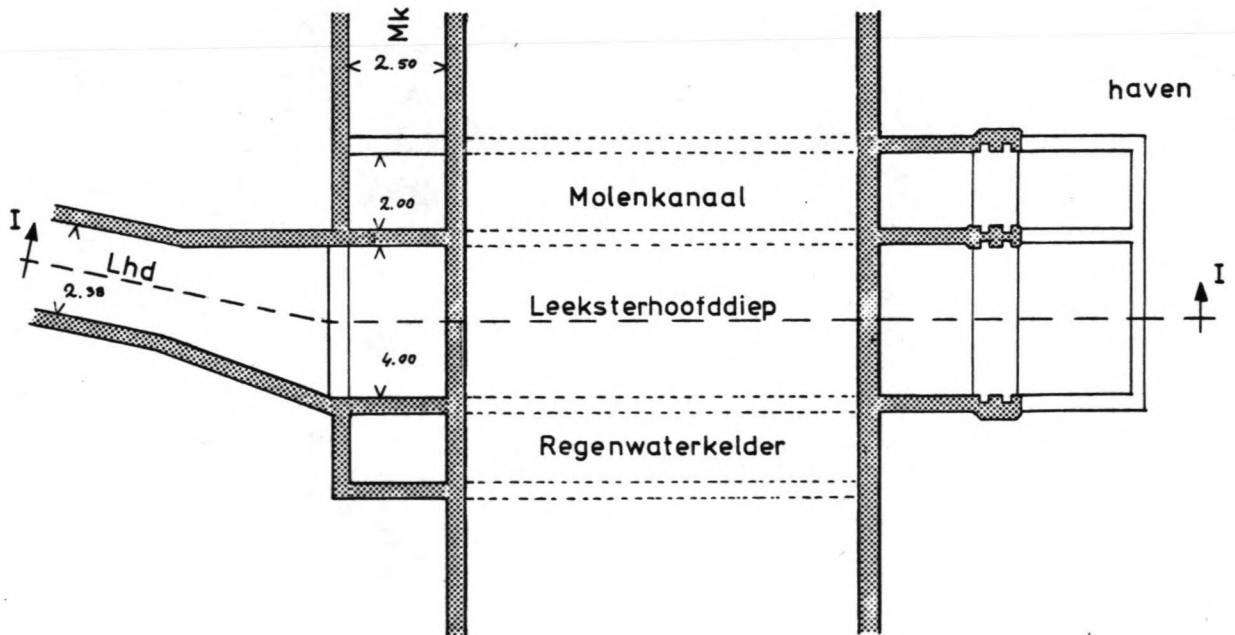 Mk
2.50
haven
Molenkanaal
2.00
I
Lhd
2.38
Leeksterhoofddiep
I
4.00
Regenwaterkelder